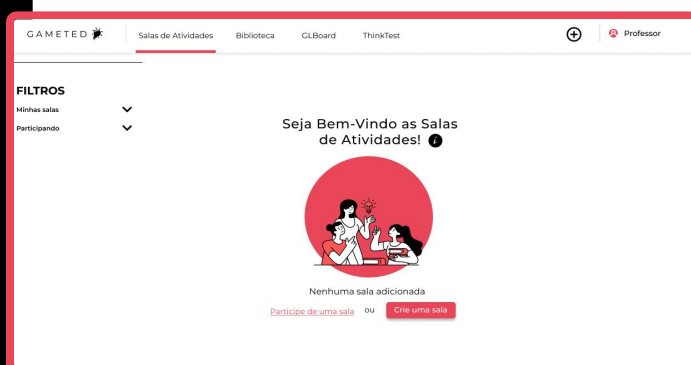 GAMETED
Salas de Atividades
Biblioteca
GLBoard
ThinkTest
Professor
FILTROS
Minhas salas
Participando
Seja Bem-Vindo as Salas
de Atividades! i
Nenhuma sala adicionada
Participe de uma sala ou Crie uma sala